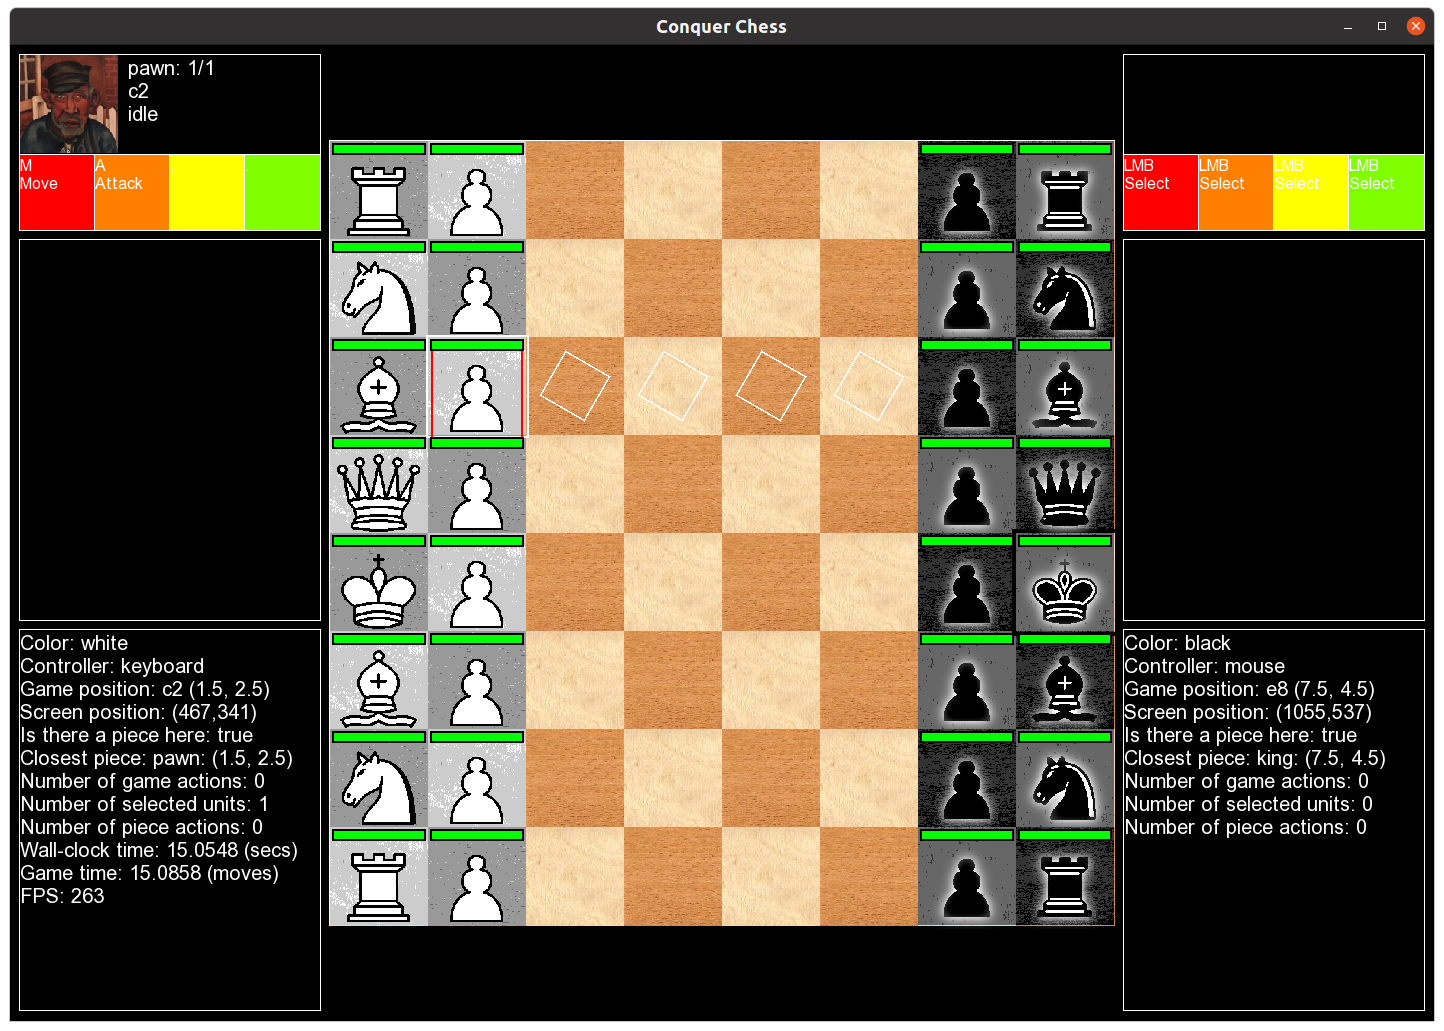 Conquer Chess
pawn: 1/1
c2
idle
M
Move
A
Attack
LMB
Select
LMB
Select
LMB
Select
LMB
Select
Color: white
Controller: keyboard
Game position: c2 (1.5, 2.5)
Screen position: (467,341)
Is there a piece here: true
Closest piece: pawn: (1.5, 2.5)
Number of game actions: 0
Number of selected units: 1
Number of piece actions: 0
Wall-clock time: 15.0548 (secs)
Game time: 15.0858 (moves)
FPS: 263
Color: black
Controller: mouse
Game position: e8 (7.5, 4.5)
Screen position: (1055,537)
Is there a piece here: true
Closest piece: king: (7.5, 4.5)
Number of game actions: 0
Number of selected units: 0
Number of piece actions: 0